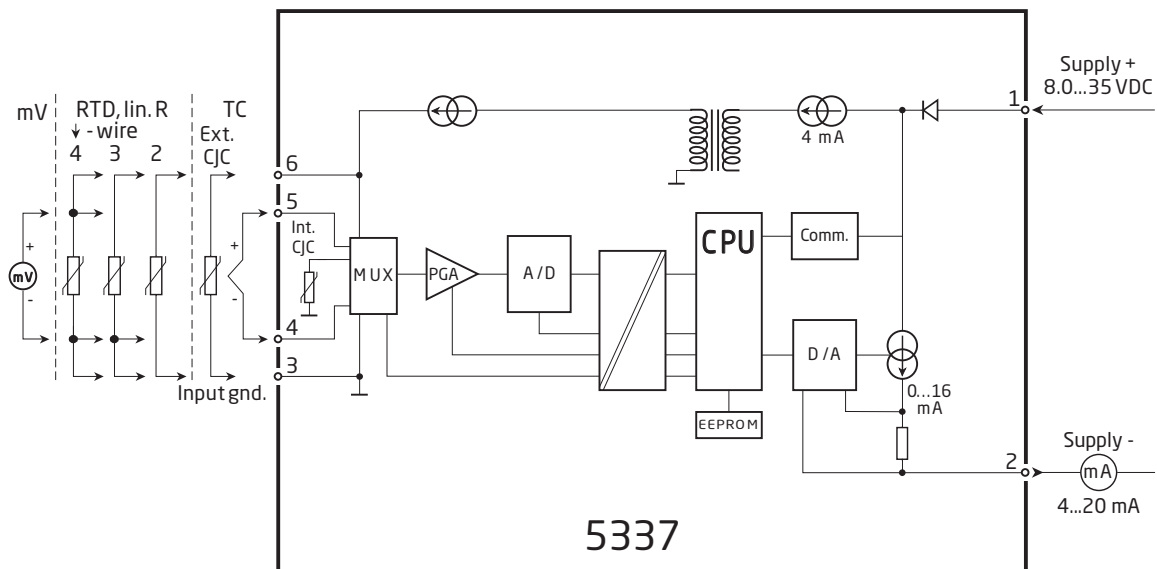 Supply +
8.0...35 VDC
mV
RTD, lin. R
TC
- wire
Ext.
CJC
4
3
2
1
4 mA
6
5
Int.
CJC
MUX
PGA
A/D
CPU
Comm.
+
mV
-
+
-
4
3
Input gnd.
D/A
0...16
mA
EEPROM
2
Supply -
mA
4...20 mA
5337